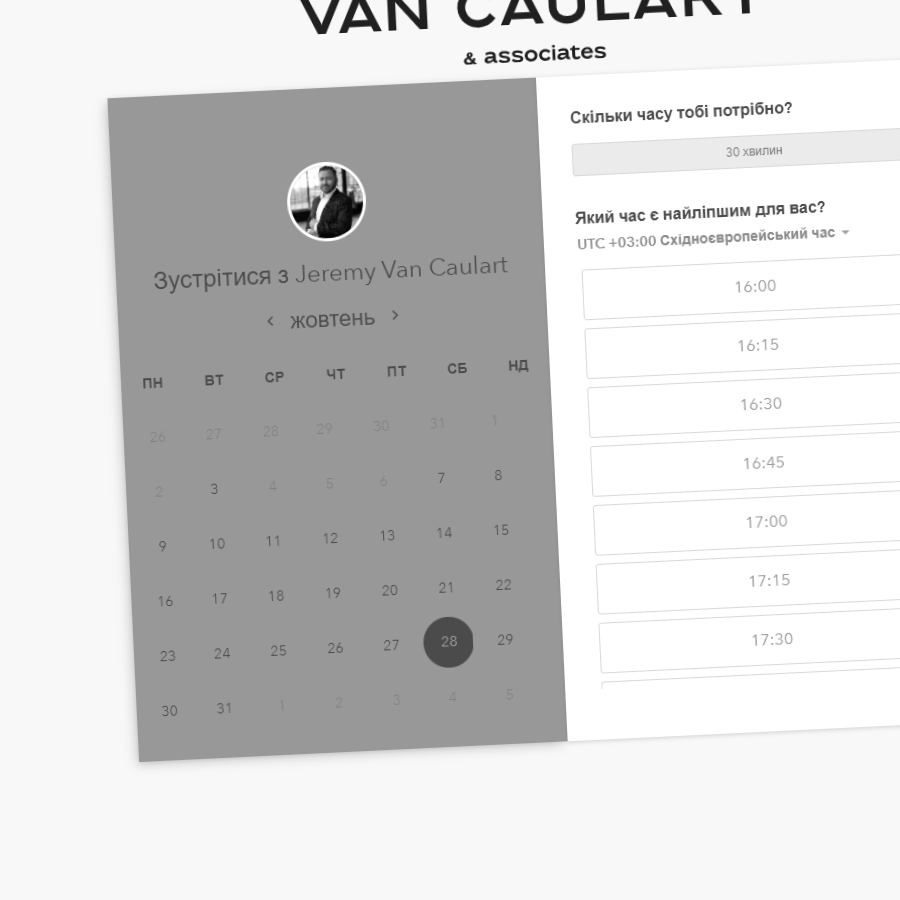 VAN CAULART
& associates
Зустрітися з Jeremy Van Caulart
‹ жовтень ›
ПН ВТ СР ЧТ ПТ СБ НД
26 27 28 29 30 31 1
2 3 4 5 6 7 8
9 10 11 12 13 14 15
16 17 18 19 20 21 22
23 24 25 26 27 28 29
30 31 1 2 3 4 5
Скільки часу тобі потрібно?
30 хвилин
Який час є найліпшим для вас?
UTC +03:00 Східноєвропейський час
16:00
16:15
16:30
16:45
17:00
17:15
17:30